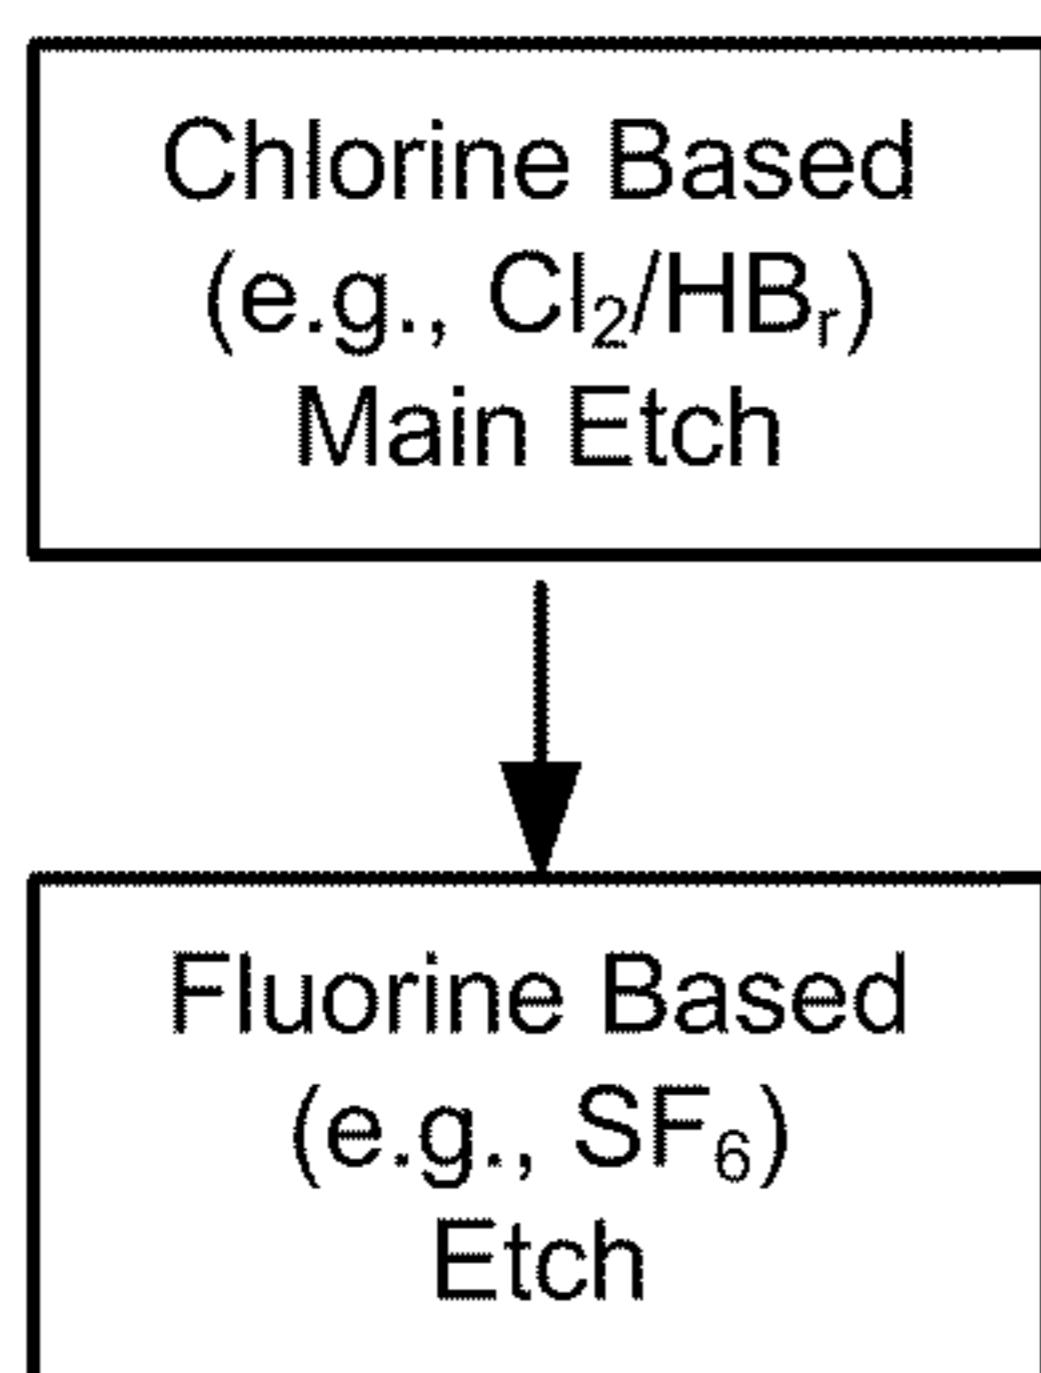 Chlorine Based
(e.g., Cl₂/HBᵣ)
Main Etch
Fluorine Based
(e.g., SF₆)
Etch